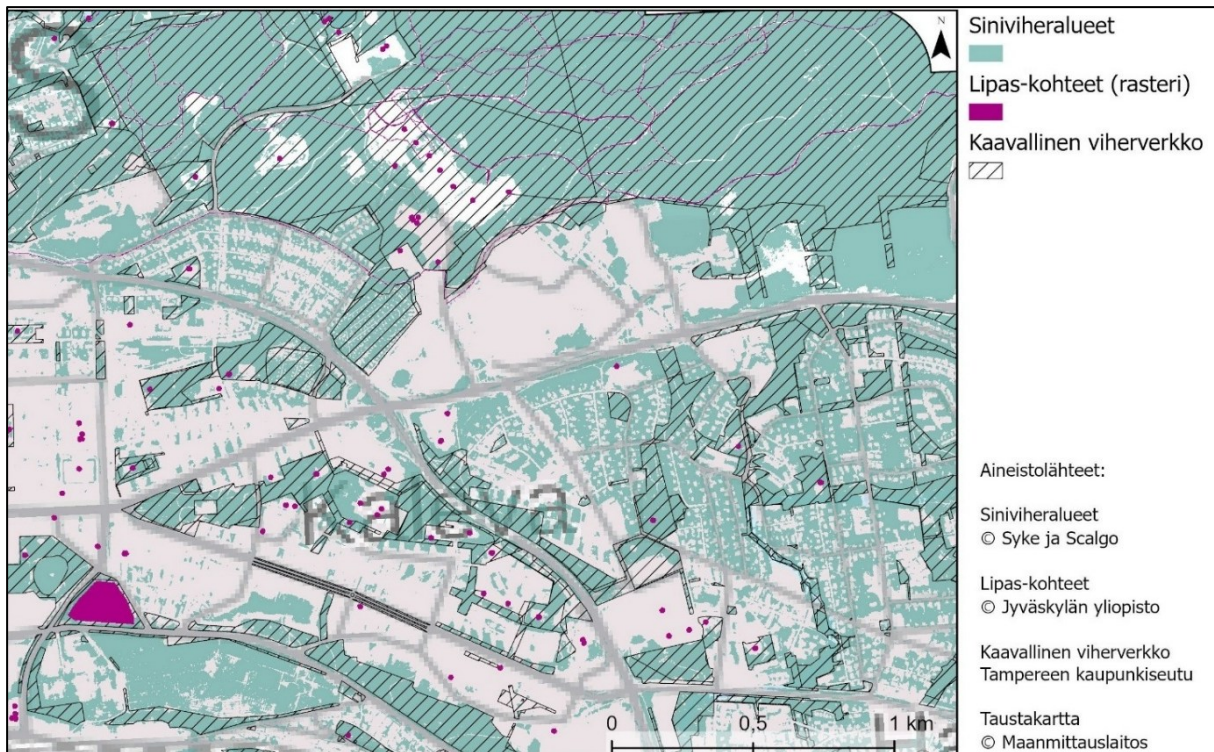 N
Siniviheralueet
Lipas-kohteet (rasteri)
Kaavallinen viherverkko
Kaleva
0 0,5 1 km
Aineistolähteet:
Siniviheralueet
© Syke ja Scalgo
Lipas-kohteet
© Jyväskylän yliopisto
Kaavallinen viherverkko
Tampereen kaupunkiseutu
Taustakartta
© Maanmittauslaitos